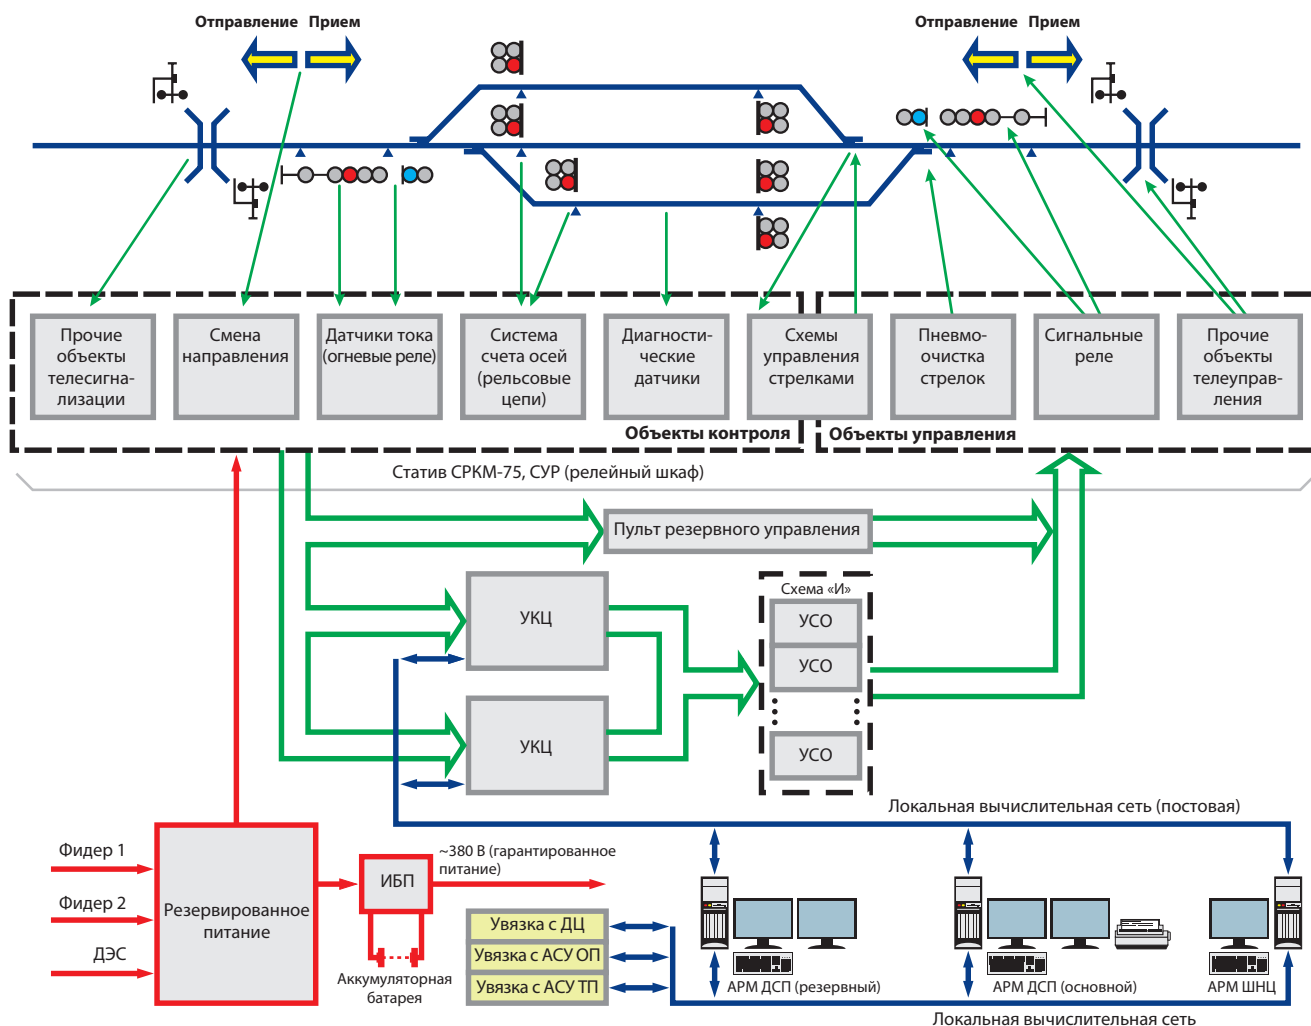 Отправление Прием
Отправление Прием
Прочие
объекты
телесигна-
лизации
Смена
направления
Датчики тока
(огневые реле)
Система
счета осей
(рельсовые
цепи)
Диагности-
ческие
датчики
Схемы
управления
стрелками
Пневмо-
очистка
стрелок
Сигнальные
реле
Прочие
объекты
телеуправ-
ления
Объекты контроля
Объекты управления
Статив СРКМ-75, СУР (релейный шкаф)
Пульт резервного управления
УКЦ
УКЦ
Схема «И»
УСО
УСО
УСО
Локальная вычислительная сеть (постовая)
Фидер 1
Фидер 2
ДЭС
Резервированное
питание
ИБП
~380 В (гарантированное
питание)
Аккумуляторная
батарея
Увязка с ДЦ
Увязка с АСУ ОП
Увязка с АСУ ТП
АРМ ДСП (резервный)
АРМ ДСП (основной)
АРМ ШНЦ
Локальная вычислительная сеть